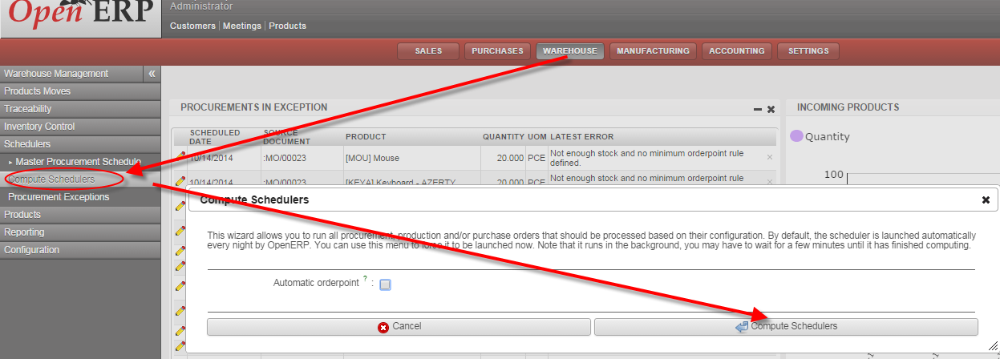 Open ERP
Administrator
Customers | Meetings | Products
SALES PURCHASES WAREHOUSE MANUFACTURING ACCOUNTING SETTINGS
Warehouse Management «
Products Moves
Traceability
Inventory Control
Schedulers
Master Procurement Schedule
Compute Schedulers
Procurement Exceptions
Products
Reporting
Configuration
PROCUREMENTS IN EXCEPTION
SCHEDULED DATE SOURCE DOCUMENT PRODUCT QUANTITY UOM LATEST ERROR
10/14/2014 :MO/00023 [MOU] Mouse 20.000 PCE Not enough stock and no minimum orderpoint rule
defined.
10/14/2014 :MO/00023 [KEYA] Keyboard - AZERTY 20.000 PCE Not enough stock and no minimum orderpoint rule
INCOMING PRODUCTS
Quantity
100
Compute Schedulers
This wizard allows you to run all procurement, production and/or purchase orders that should be processed based on their configuration. By default, the scheduler is launched automatically
every night by OpenERP. You can use this menu to force it to be launched now. Note that it runs in the background, you may have to wait for a few minutes until it has finished computing.
Automatic orderpoint ? :
Cancel
Compute Schedulers